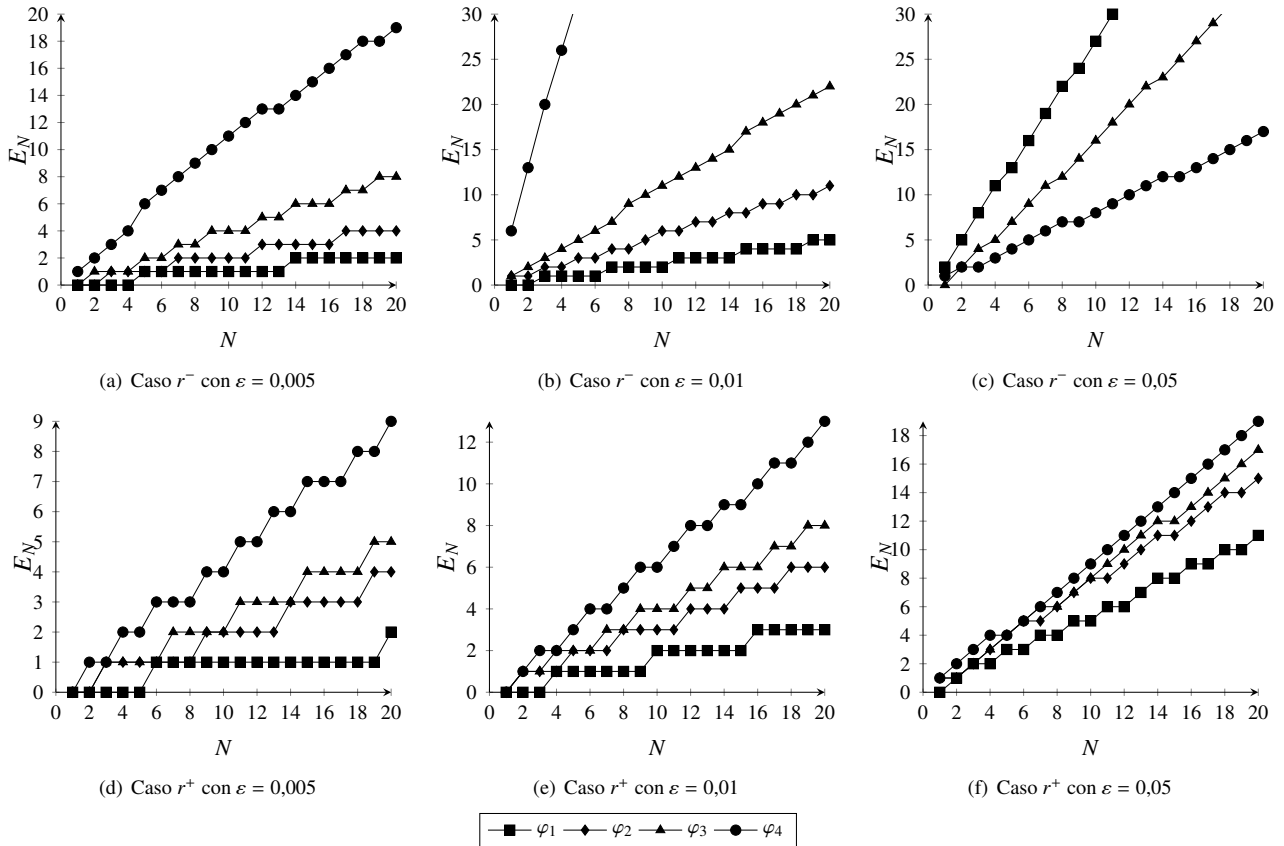 20
18
16
14
12
10
8
6
4
2
0
E_N
0 2 4 6 8 10 12 14 16 18 20
N
(a) Caso r⁻ con ε = 0,005
30
25
20
15
10
5
0
E_N
0 2 4 6 8 10 12 14 16 18 20
N
(b) Caso r⁻ con ε = 0,01
30
25
20
15
10
5
0
E_N
0 2 4 6 8 10 12 14 16 18 20
N
(c) Caso r⁻ con ε = 0,05
9
8
7
6
5
4
3
2
1
0
E_N
0 2 4 6 8 10 12 14 16 18 20
N
(d) Caso r⁺ con ε = 0,005
12
10
8
6
4
2
0
E_N
0 2 4 6 8 10 12 14 16 18 20
N
(e) Caso r⁺ con ε = 0,01
18
16
14
12
10
8
6
4
2
0
E_N
0 2 4 6 8 10 12 14 16 18 20
N
(f) Caso r⁺ con ε = 0,05
φ₁ φ₂ φ₃ φ₄